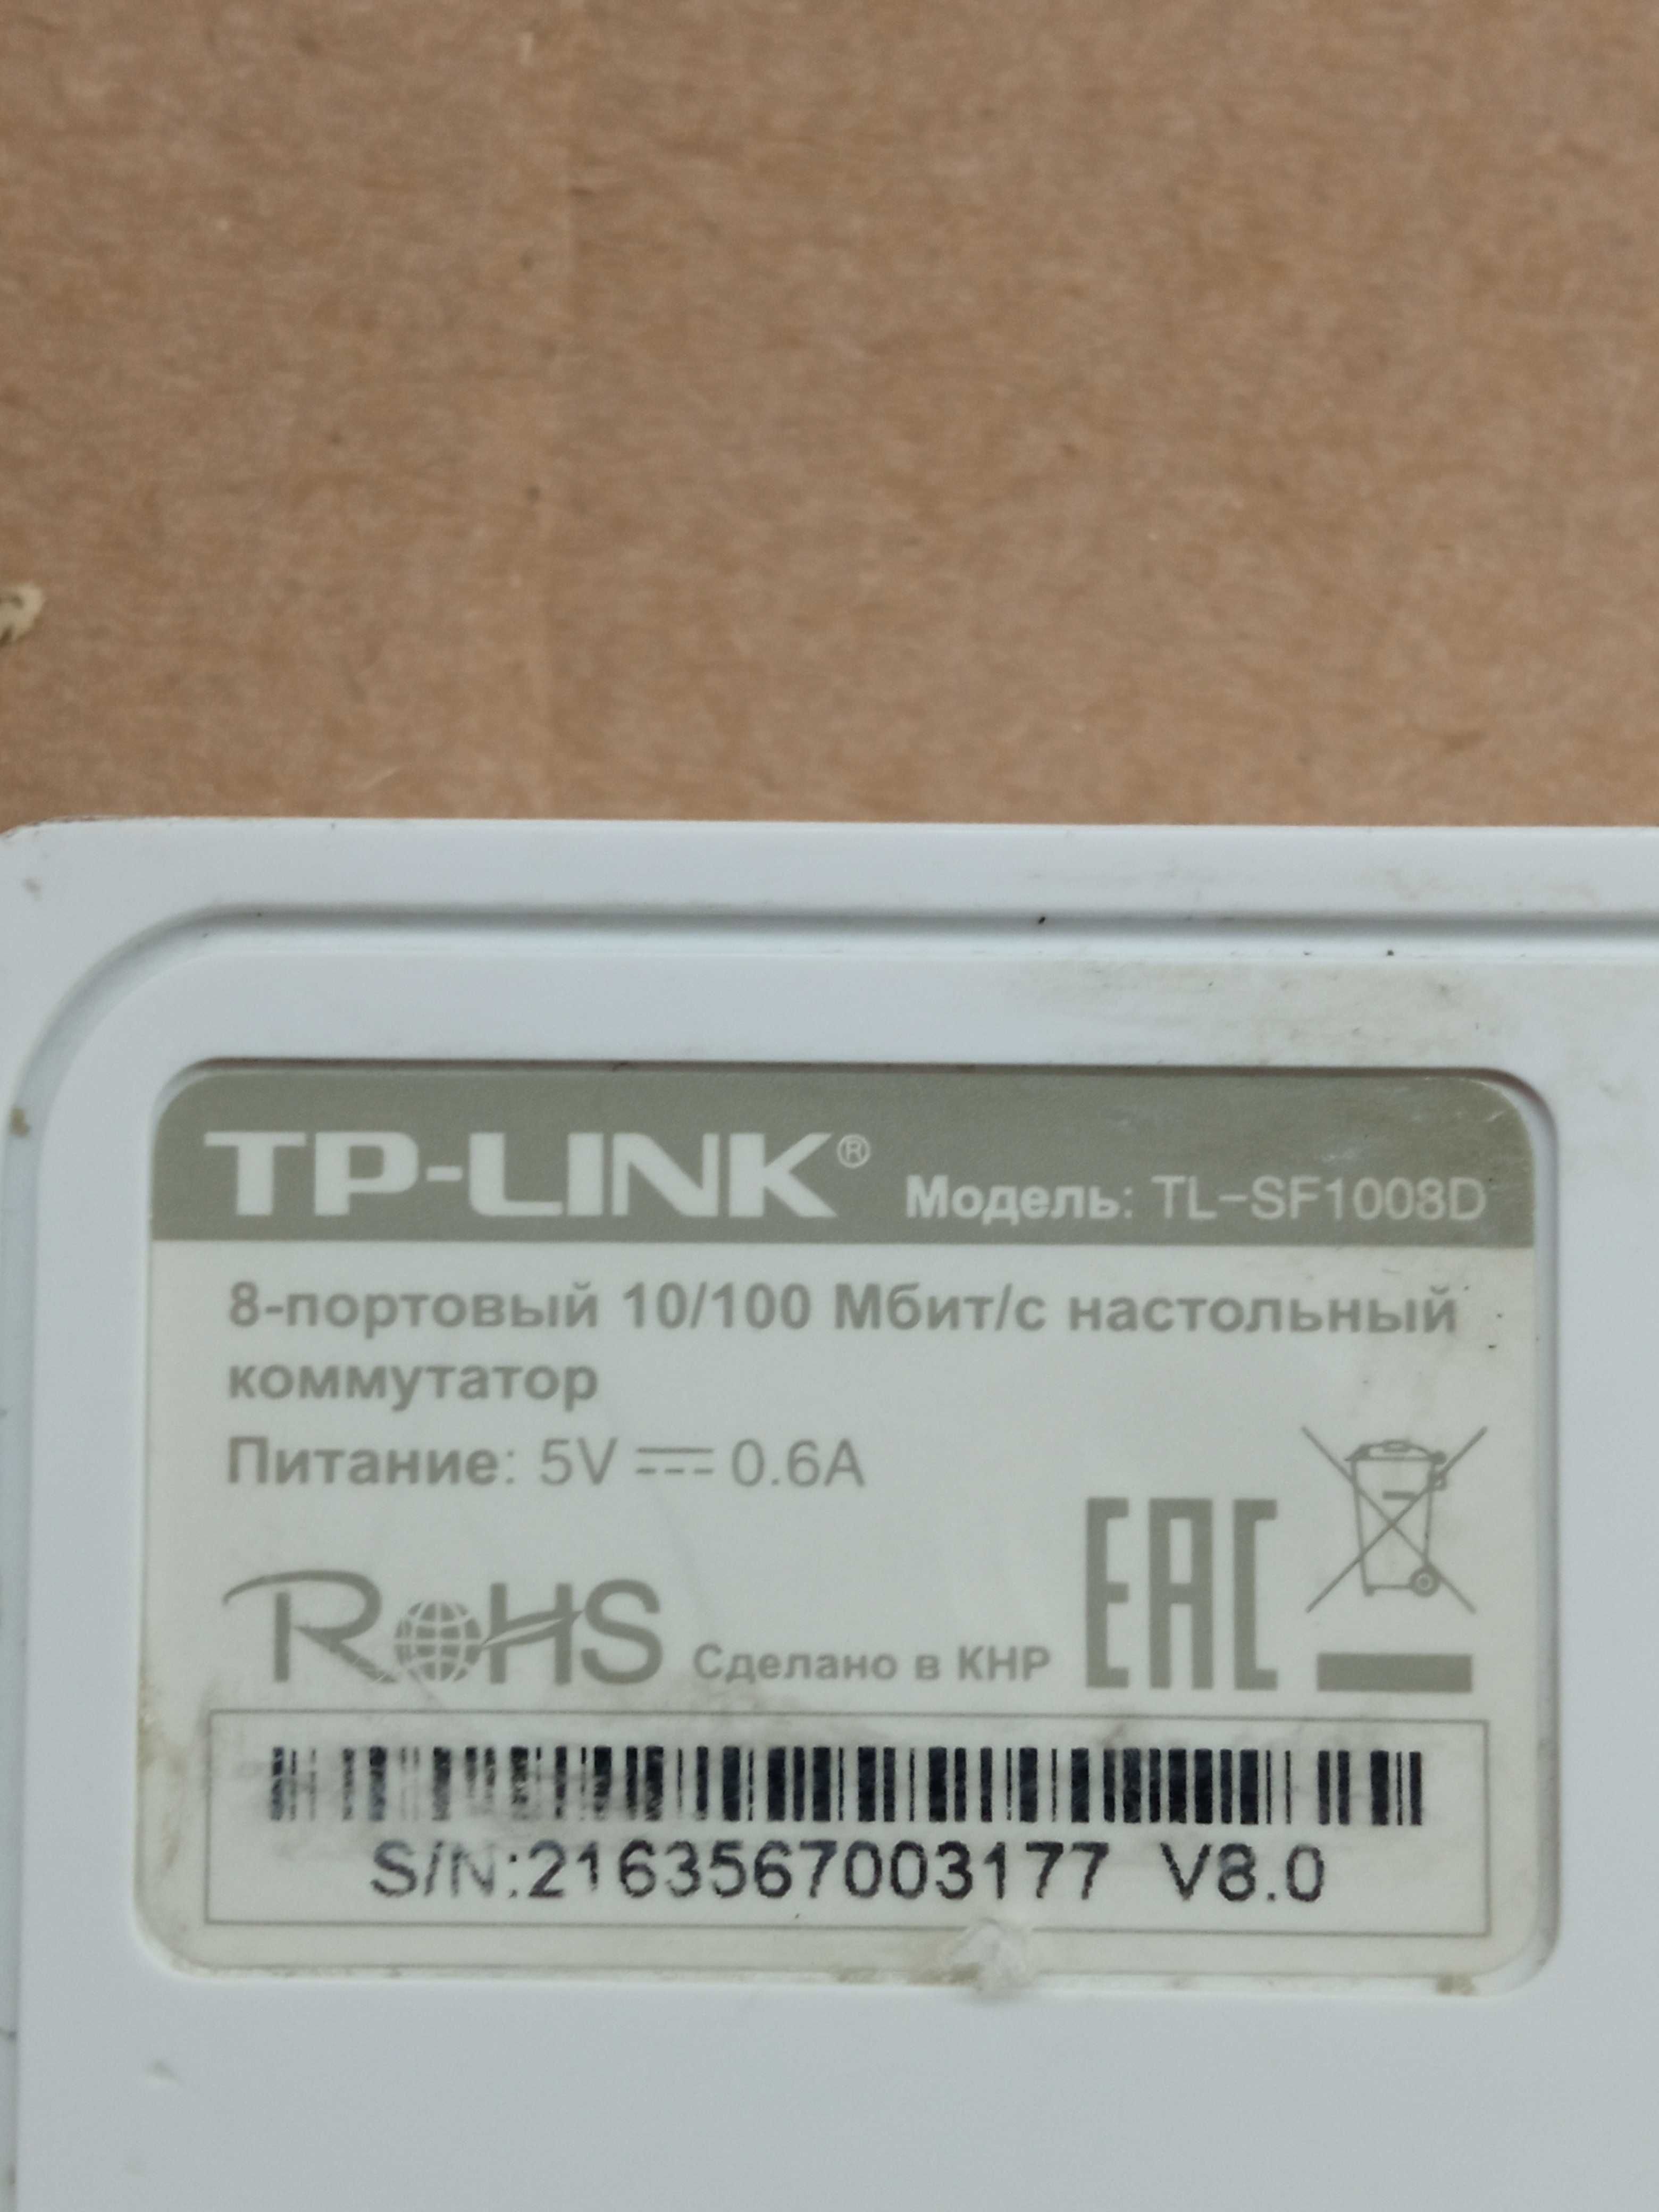 TP-LINK® Модель: TL-SF1008D
8-портовый 10/100 Мбит/с настольный
коммутатор
Питание: 5V ⎓ 0.6A
RoHS Сделано в КНР EAC
S/N:2163567003177 V8.0